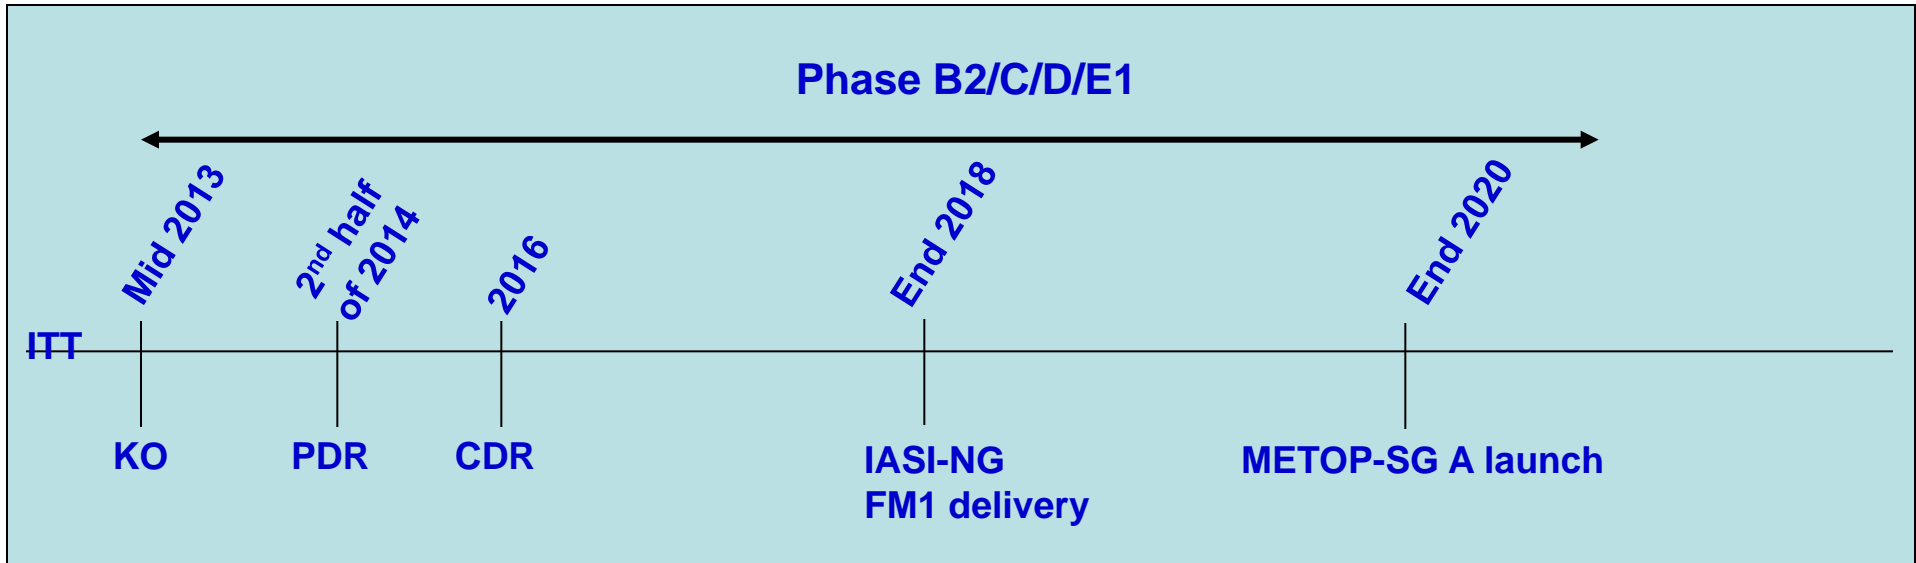 Phase B2/C/D/E1
Mid 2013
2nd half
of 2014
2016
End 2018
End 2020
ITT
KO
PDR
CDR
IASI-NG
FM1 delivery
METOP-SG A launch